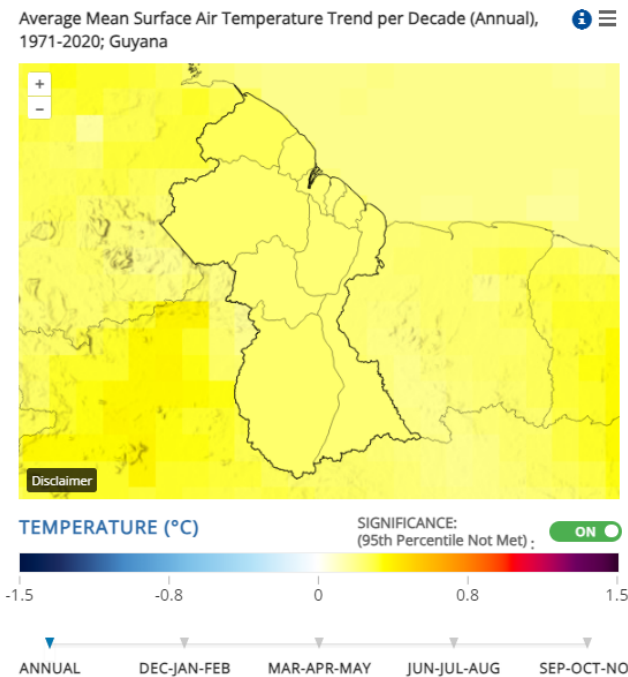 Average Mean Surface Air Temperature Trend per Decade (Annual),
1971-2020; Guyana
+
−
Disclaimer
TEMPERATURE (°C)
SIGNIFICANCE:
(95th Percentile Not Met) :
ON
-1.5 -0.8 0 0.8 1.5
ANNUAL DEC-JAN-FEB MAR-APR-MAY JUN-JUL-AUG SEP-OCT-NO